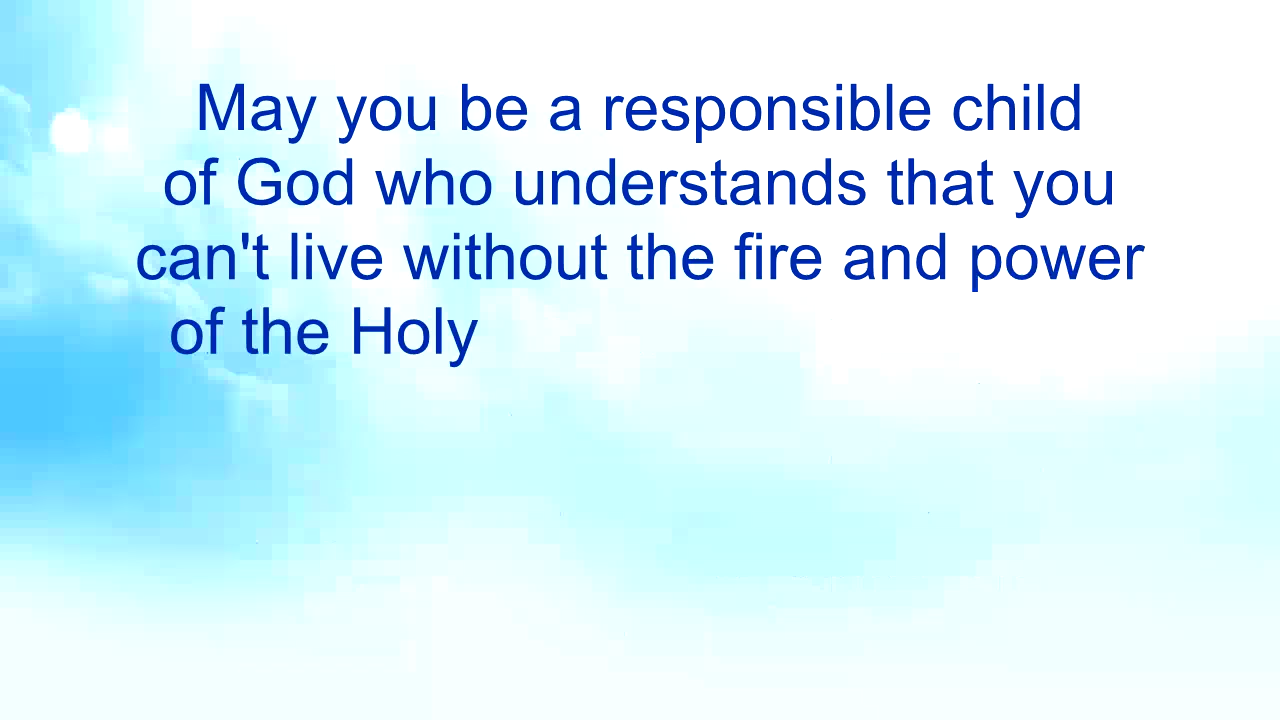 May you be a responsible child
of God who understands that you
can't live without the fire and power
of the Holy